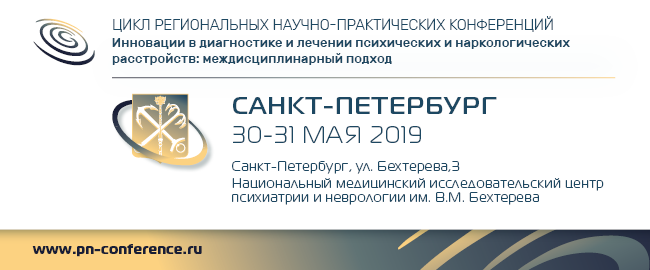 ЦИКЛ РЕГИОНАЛЬНЫХ НАУЧНО-ПРАКТИЧЕСКИХ КОНФЕРЕНЦИЙ
Инновации в диагностике и лечении психических и наркологических
расстройств: междисциплинарный подход
САНКТ-ПЕТЕРБУРГ
30-31 МАЯ 2019
Санкт-Петербург, ул. Бехтерева,3
Национальный медицинский исследовательский центр
психиатрии и неврологии им. В.М. Бехтерева
www.pn-conference.ru